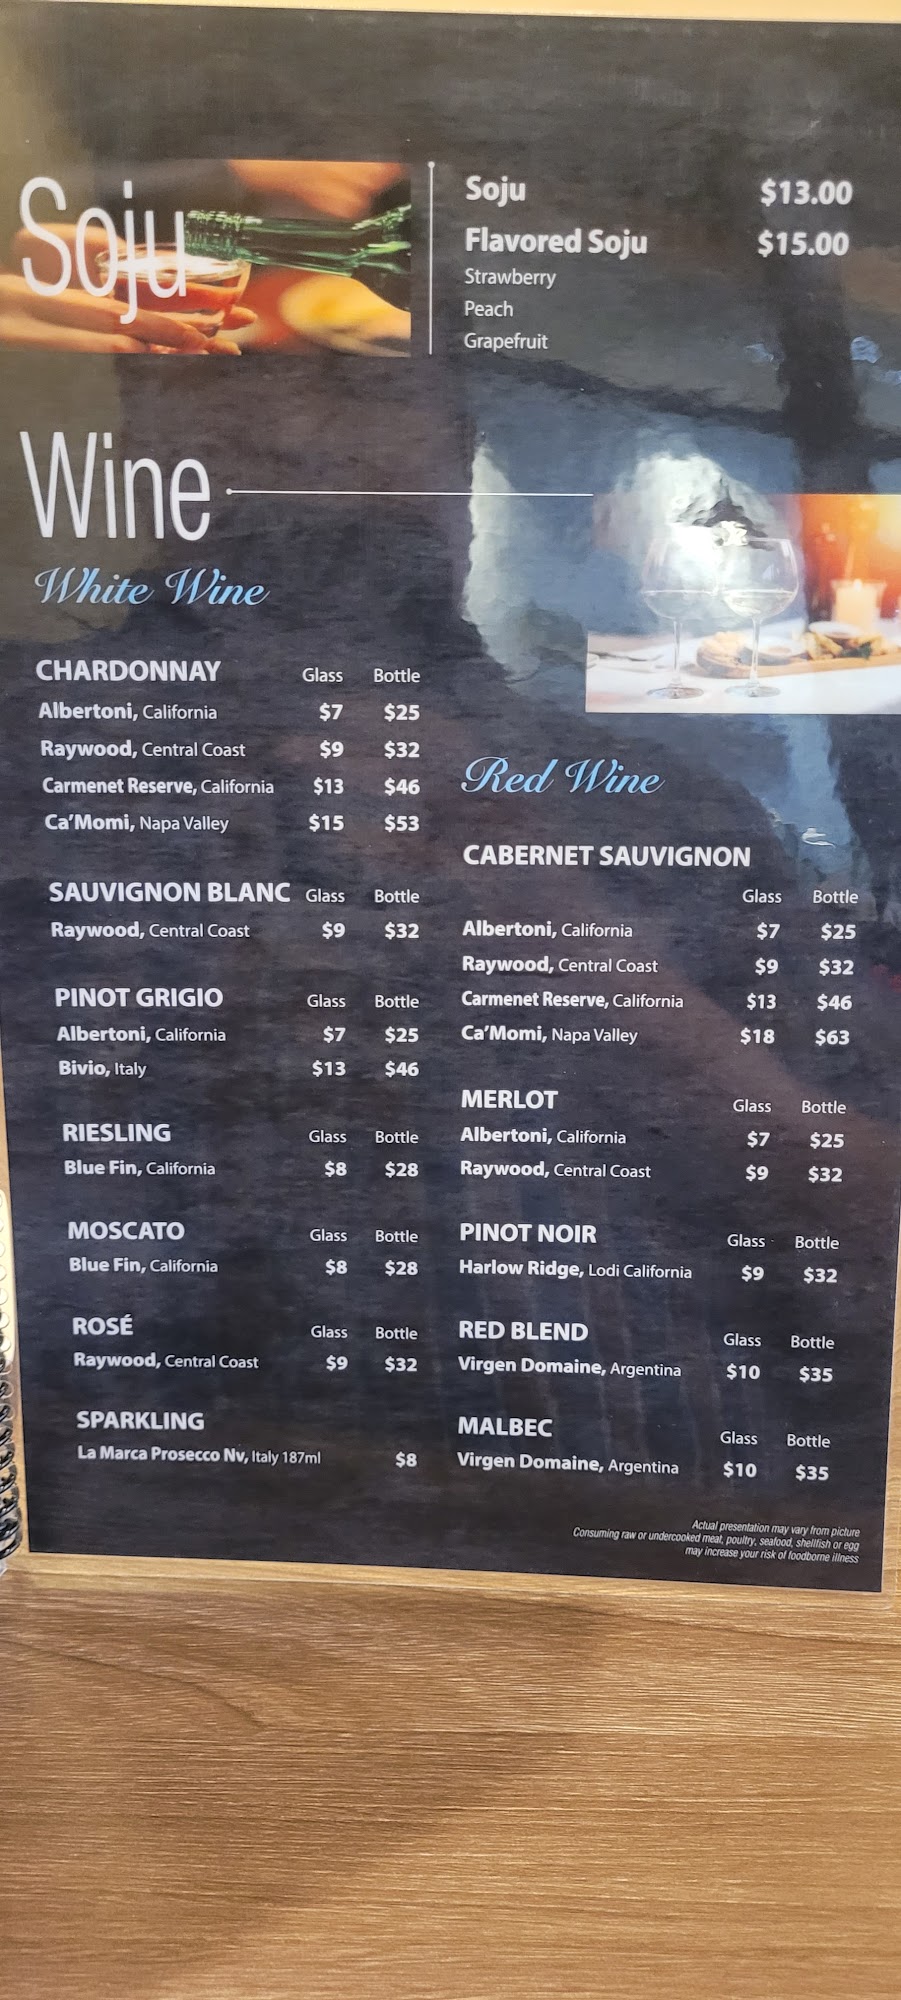 Soju
Soju $13.00
Flavored Soju $15.00
Strawberry
Peach
Grapefruit
Wine
White Wine
CHARDONNAY Glass Bottle
Albertoni, California $7 $25
Raywood, Central Coast $9 $32
Carmenet Reserve, California $13 $46
Ca'Momi, Napa Valley $15 $53
SAUVIGNON BLANC Glass Bottle
Raywood, Central Coast $9 $32
PINOT GRIGIO Glass Bottle
Albertoni, California $7 $25
Bivio, Italy $13 $46
RIESLING Glass Bottle
Blue Fin, California $8 $28
MOSCATO Glass Bottle
Blue Fin, California $8 $28
ROSÉ Glass Bottle
Raywood, Central Coast $9 $32
SPARKLING
La Marca Prosecco Nv, Italy 187ml $8
Red Wine
CABERNET SAUVIGNON
Glass Bottle
Albertoni, California $7 $25
Raywood, Central Coast $9 $32
Carmenet Reserve, California $13 $46
Ca'Momi, Napa Valley $18 $63
MERLOT Glass Bottle
Albertoni, California $7 $25
Raywood, Central Coast $9 $32
PINOT NOIR Glass Bottle
Harlow Ridge, Lodi California $9 $32
RED BLEND Glass Bottle
Virgen Domaine, Argentina $10 $35
MALBEC Glass Bottle
Virgen Domaine, Argentina $10 $35
Actual presentation may vary from picture
Consuming raw or undercooked meat, poultry, seafood, shellfish or egg
may increase your risk of foodborne illness